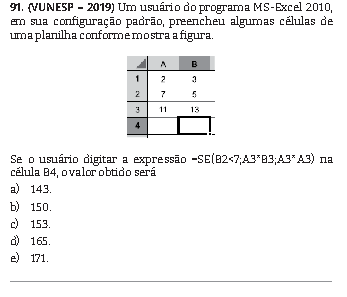 91. (VUNESP – 2019) Um usuário do programa MS-Excel 2010,
em sua configuração padrão, preencheu algumas células de
uma planilha conforme mostra a figura.
A B
1 2 3
2 7 5
3 11 13
4
Se o usuário digitar a expressão =SE(B2<7;A3*B3;A3*A3) na
célula B4, o valor obtido será
a) 143.
b) 150.
c) 153.
d) 165.
e) 171.